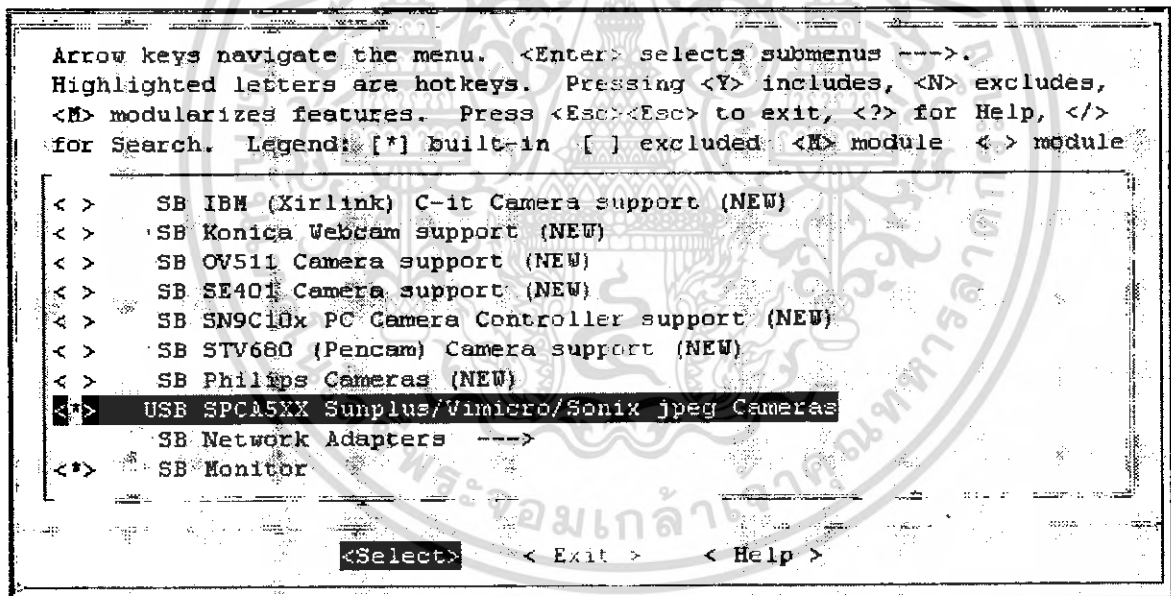 Arrow keys navigate the menu. <Enter> selects submenus --->.
Highlighted letters are hotkeys. Pressing <Y> includes, <N> excludes,
<M> modularizes features. Press <Esc><Esc> to exit, <?> for Help, </>
for Search. Legend: [*] built-in [ ] excluded <M> module < > module
< > SB IBM (Xirlink) C-it Camera support (NEW)
< > SB Konica Webcam support (NEW)
< > SB OV511 Camera support (NEW)
< > SB SE401 Camera support (NEW)
< > SB SN9C10x PC Camera Controller support (NEW)
< > SB STV680 (Pencam) Camera support (NEW)
< > SB Philips Cameras (NEW)
<*> USB SPCA5XX Sunplus/Vimicro/Sonix jpeg Cameras
SB Network Adapters --->
<*> SB Monitor
<Select> < Exit > < Help >